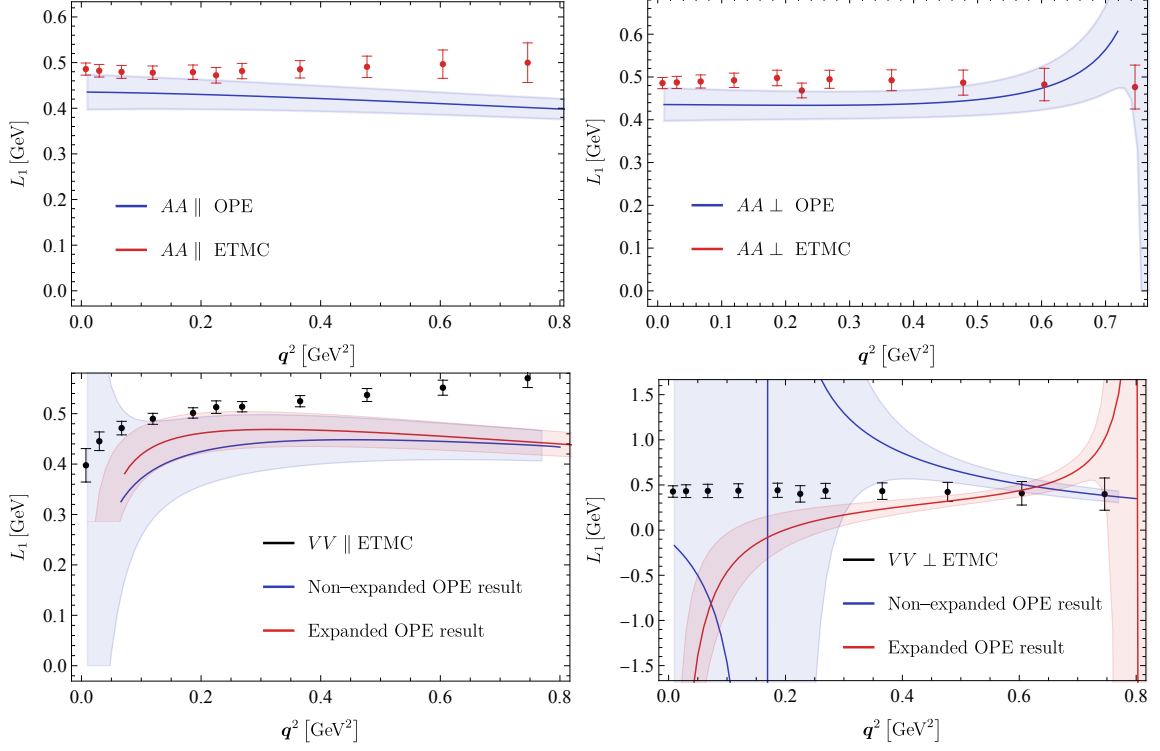 0.6
0.5
0.4
0.3
0.2
0.1
0.0
L₁ [GeV]
AA ∥ OPE
AA ∥ ETMC
0.0 0.2 0.4 0.6 0.8
q² [GeV²]
0.6
0.5
0.4
0.3
0.2
0.1
0.0
L₁ [GeV]
AA ⊥ OPE
AA ⊥ ETMC
0.0 0.1 0.2 0.3 0.4 0.5 0.6 0.7
q² [GeV²]
0.5
0.4
0.3
0.2
0.1
0.0
L₁ [GeV]
VV ∥ ETMC
Non–expanded OPE result
Expanded OPE result
0.0 0.2 0.4 0.6 0.8
q² [GeV²]
1.5
1.0
0.5
0.0
−0.5
−1.0
−1.5
L₁ [GeV]
VV ⊥ ETMC
Non–expanded OPE result
Expanded OPE result
0.0 0.2 0.4 0.6 0.8
q² [GeV²]